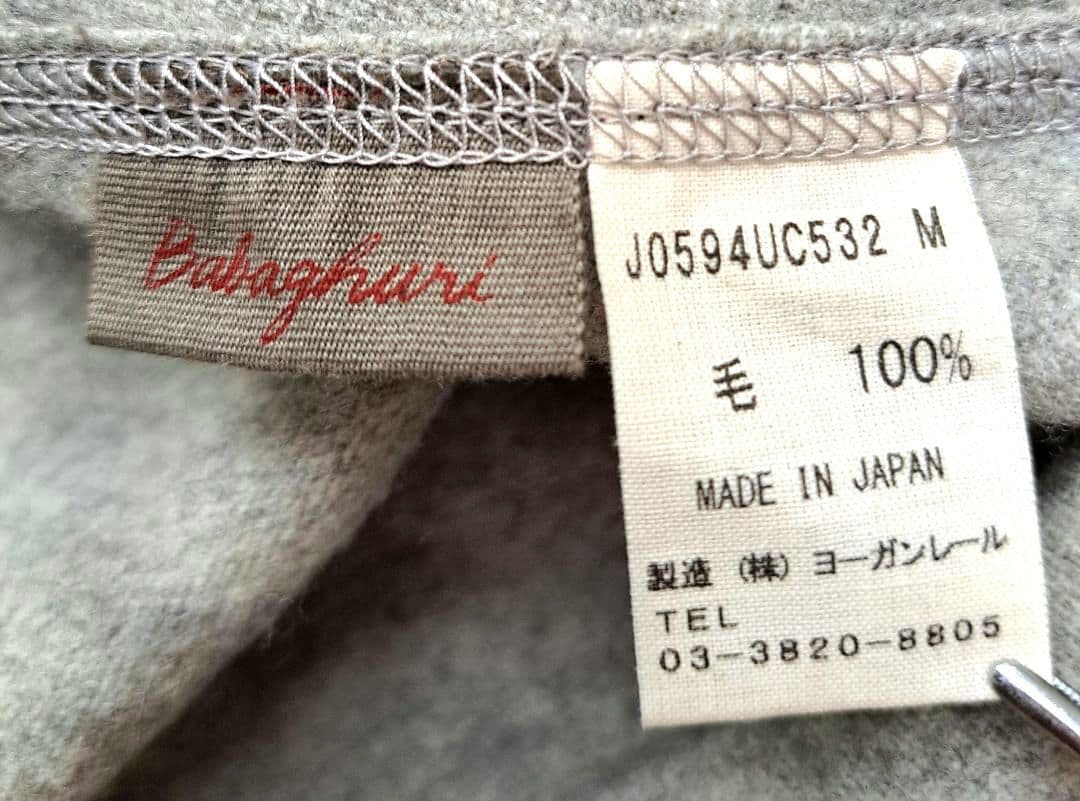 Babaghuri
J0594UC532 M
毛 100%
MADE IN JAPAN
製造 (株) ヨーガンレール
TEL
03-3820-8805